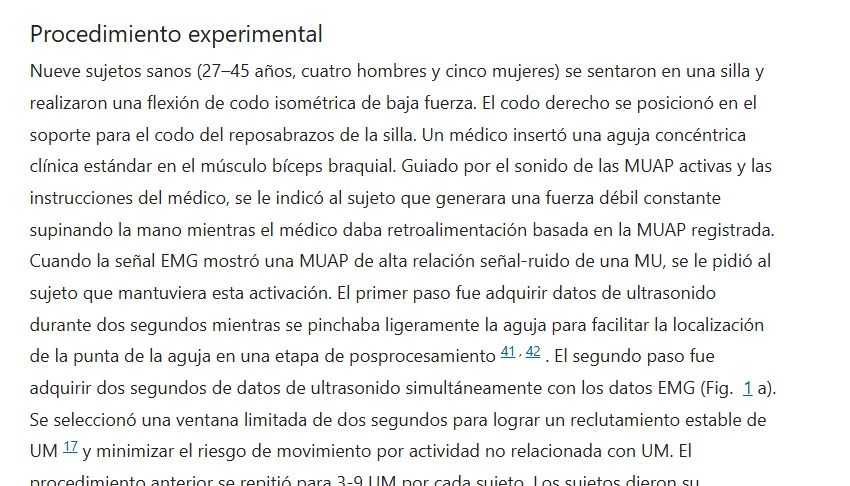 Procedimiento experimental
Nueve sujetos sanos (27–45 años, cuatro hombres y cinco mujeres) se sentaron en una silla y
realizaron una flexión de codo isométrica de baja fuerza. El codo derecho se posicionó en el
soporte para el codo del reposabrazos de la silla. Un médico insertó una aguja concéntrica
clínica estándar en el músculo bíceps braquial. Guiado por el sonido de las MUAP activas y las
instrucciones del médico, se le indicó al sujeto que generara una fuerza débil constante
supinando la mano mientras el médico daba retroalimentación basada en la MUAP registrada.
Cuando la señal EMG mostró una MUAP de alta relación señal-ruido de una MU, se le pidió al
sujeto que mantuviera esta activación. El primer paso fue adquirir datos de ultrasonido
durante dos segundos mientras se pinchaba ligeramente la aguja para facilitar la localización
de la punta de la aguja en una etapa de posprocesamiento 41 , 42 . El segundo paso fue
adquirir dos segundos de datos de ultrasonido simultáneamente con los datos EMG (Fig. 1 a).
Se seleccionó una ventana limitada de dos segundos para lograr un reclutamiento estable de
UM 17 y minimizar el riesgo de movimiento por actividad no relacionada con UM. El
procedimiento anterior se repitió para 3-9 UM por cada sujeto. Los sujetos dieron su